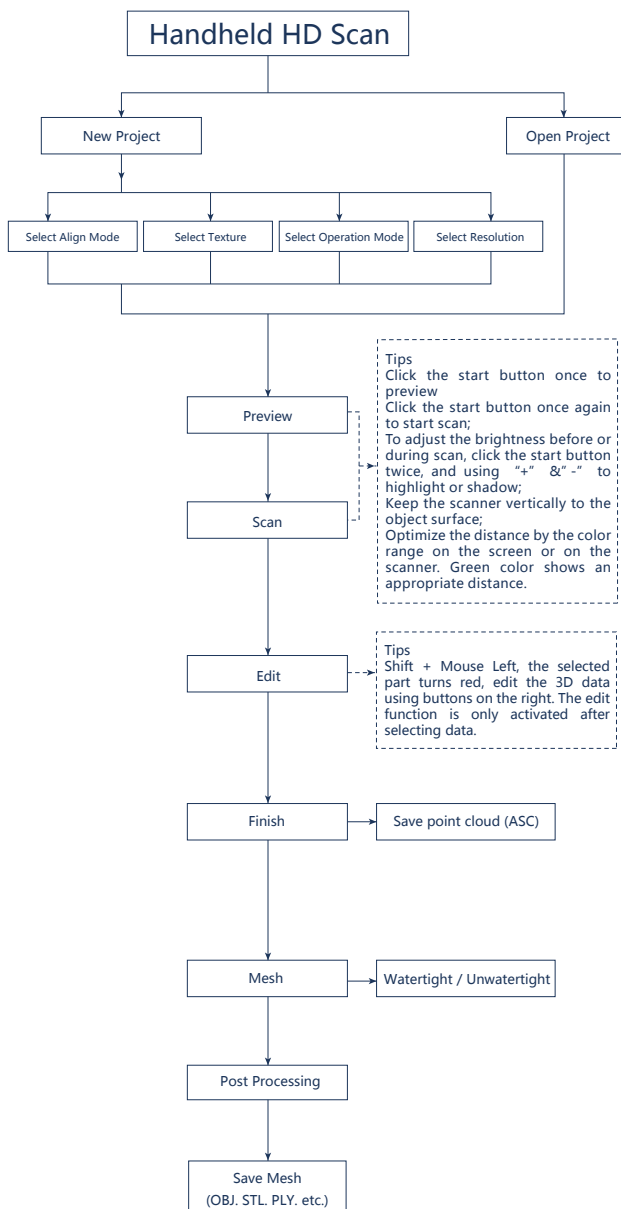 Handheld HD Scan
New Project
Open Project
Select Align Mode
Select Texture
Select Operation Mode
Select Resolution
Tips
Click the start button once to
preview
Click the start button once again
to start scan;
To adjust the brightness before or
during scan, click the start button
twice, and using “+” &“-“ to
highlight or shadow;
Keep the scanner vertically to the
object surface;
Optimize the distance by the color
range on the screen or on the
scanner. Green color shows an
appropriate distance.
Preview
Scan
Tips
Shift + Mouse Left, the selected
part turns red, edit the 3D data
using buttons on the right. The edit
function is only activated after
selecting data.
Edit
Finish
Save point cloud (ASC)
Mesh
Watertight / Unwatertight
Post Processing
Save Mesh
(OBJ. STL. PLY. etc.)